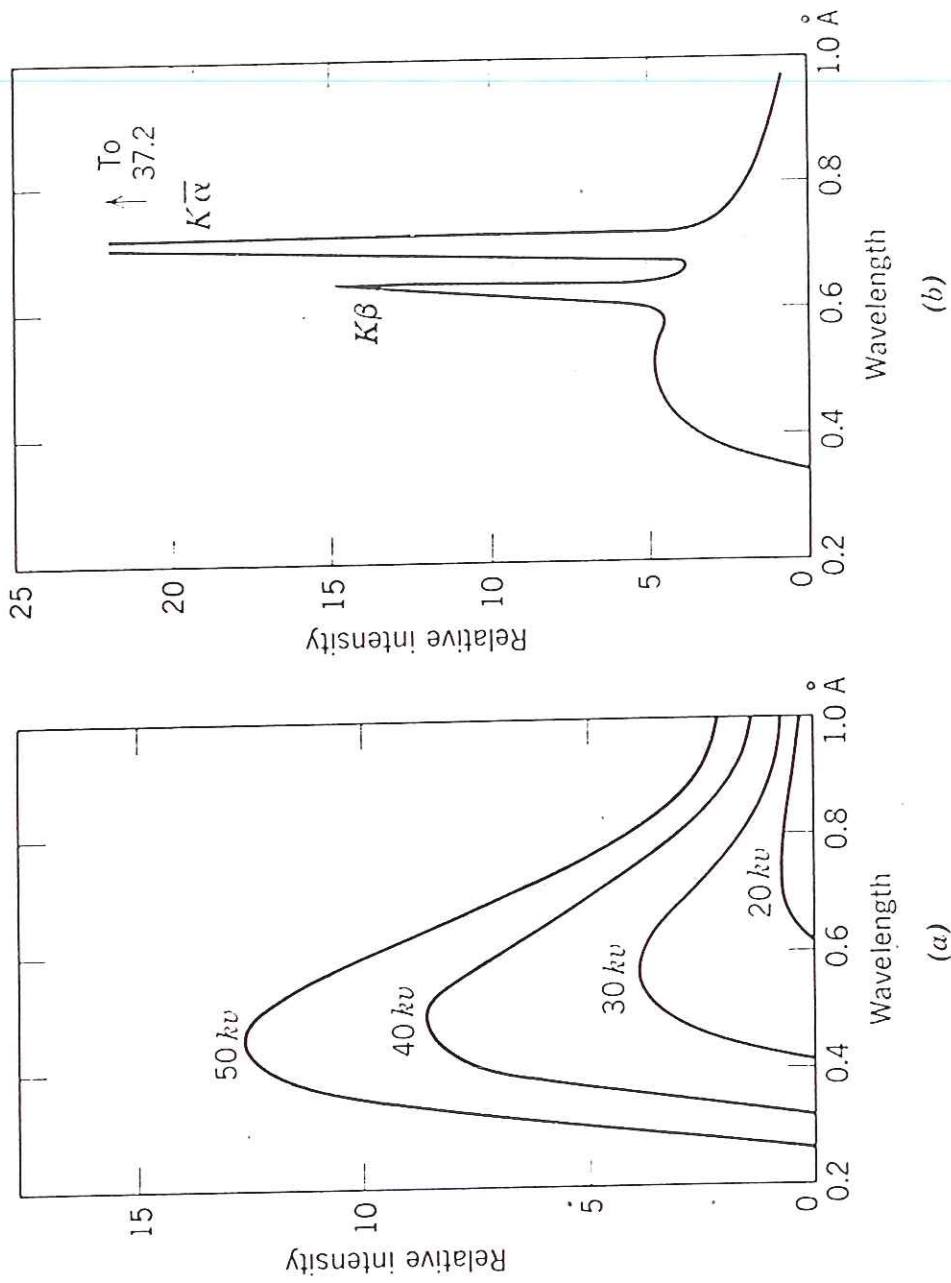 15
10
5
0
Relative intensity
50 kv
40 kv
30 kv
20 kv
0.2
0.4
0.6
0.8
1.0 Å
Wavelength
(a)
25
20
15
10
5
0
Relative intensity
To
37.2
Kα̅
Kβ
0.2
0.4
0.6
0.8
1.0 Å
Wavelength
(b)